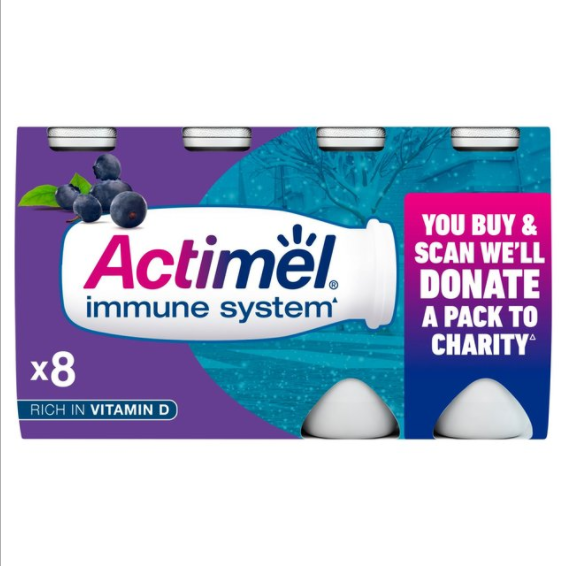 Actimel®
immune system▲
x8
RICH IN VITAMIN D
YOU BUY &
SCAN WE'LL
DONATE
A PACK TO
CHARITY△